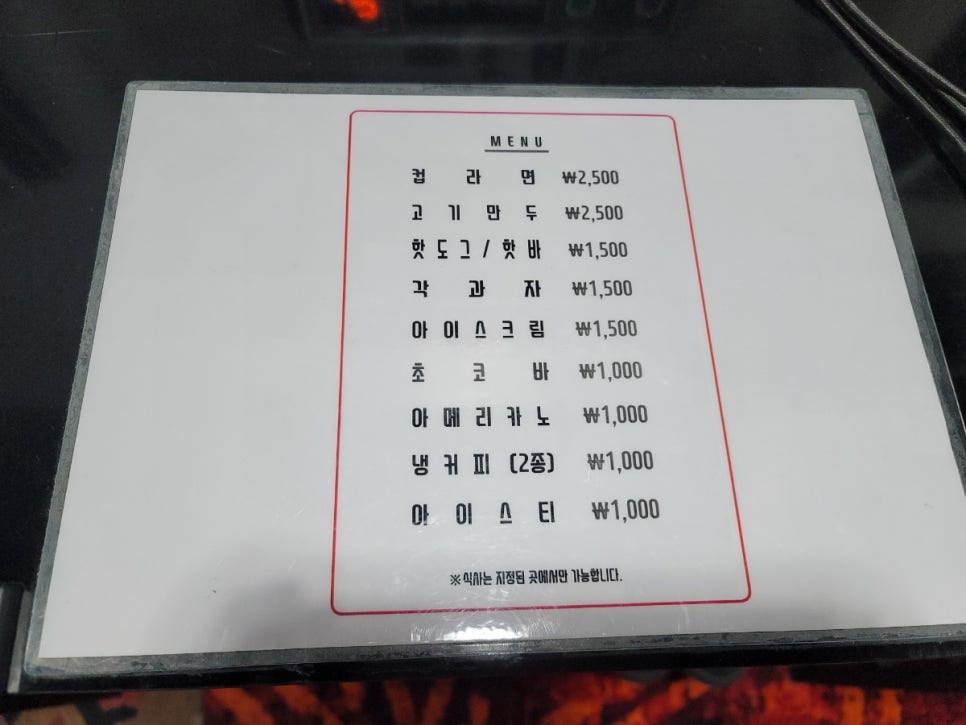 MENU
컵라면 ₩2,500
고기만두 ₩2,500
핫도그/핫바 ₩1,500
각과자 ₩1,500
아이스크림 ₩1,500
초코바 ₩1,000
아메리카노 ₩1,000
냉커피 (2종) ₩1,000
아이스티 ₩1,000
※식사는 지정된 곳에서만 가능합니다.